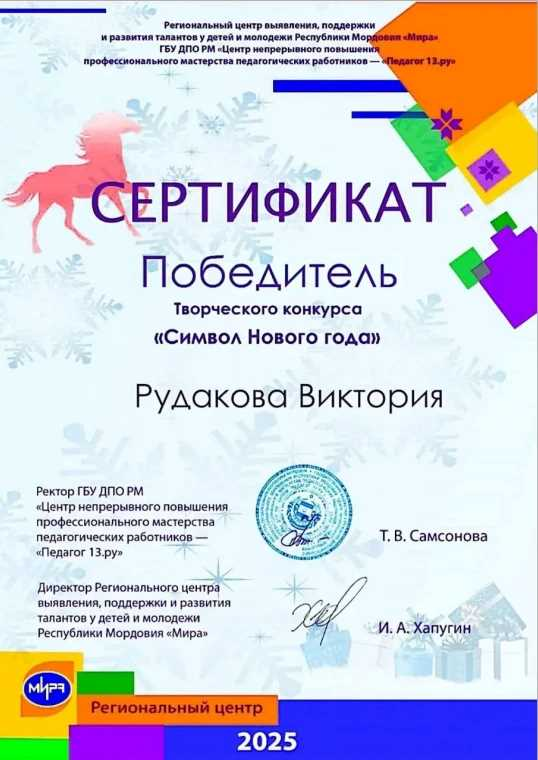 Региональный центр выявления, поддержки
и развития талантов у детей и молодежи Республики Мордовия «Мира»
ГБУ ДПО РМ «Центр непрерывного повышения
профессионального мастерства педагогических работников — «Педагог 13.ру»
СЕРТИФИКАТ
Победитель
Творческого конкурса
«Символ Нового года»
Рудакова Виктория
Ректор ГБУ ДПО РМ
«Центр непрерывного повышения
профессионального мастерства
педагогических работников —
«Педагог 13.ру»
Т. В. Самсонова
Директор Регионального центра
выявления, поддержки и развития
талантов у детей и молодежи
Республики Мордовия «Мира»
И. А. Хапугин
МИРА
Региональный центр
2025